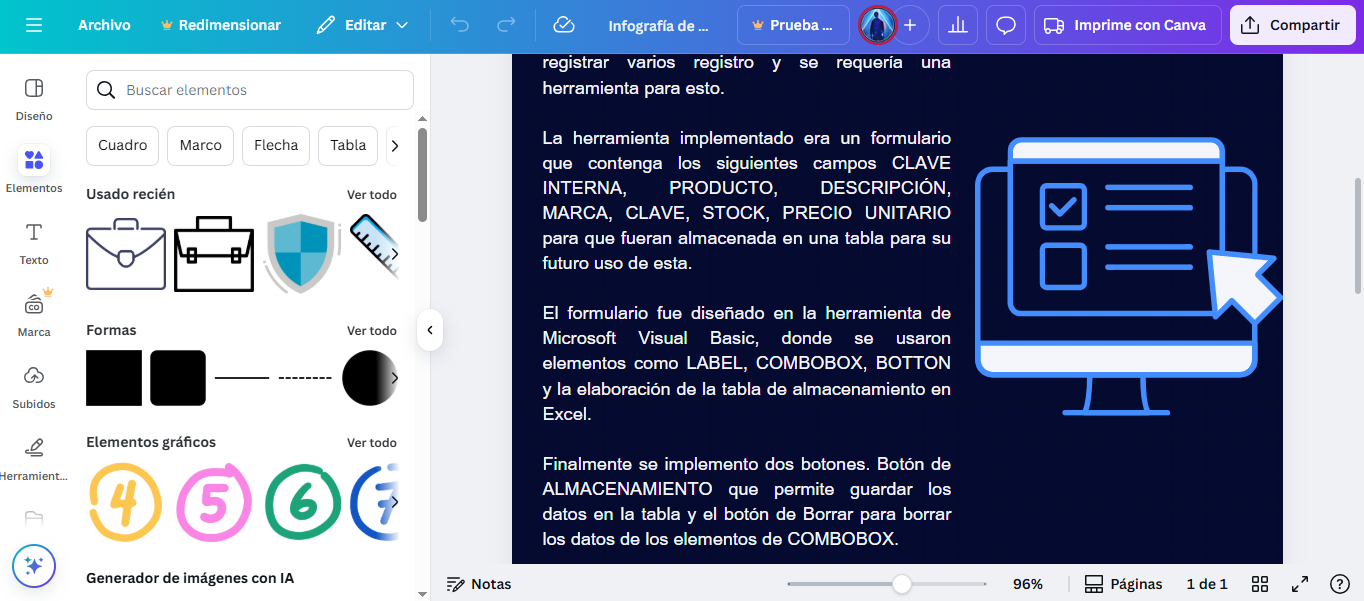 Archivo
Redimensionar
Editar
Infografía de ...
Prueba ...
Imprime con Canva
Compartir
Diseño
Elementos
Texto
Marca
Subidos
Herramient...
Buscar elementos
Cuadro
Marco
Flecha
Tabla
Usado recién
Ver todo
Formas
Ver todo
Elementos gráficos
Ver todo
4
5
6
7
Generador de imágenes con IA
registrar varios registro y se requería una
herramienta para esto.
La herramienta implementado era un formulario
que contenga los siguientes campos CLAVE
INTERNA, PRODUCTO, DESCRIPCIÓN,
MARCA, CLAVE, STOCK, PRECIO UNITARIO
para que fueran almacenada en una tabla para su
futuro uso de esta.
El formulario fue diseñado en la herramienta de
Microsoft Visual Basic, donde se usaron
elementos como LABEL, COMBOBOX, BOTTON
y la elaboración de la tabla de almacenamiento en
Excel.
Finalmente se implemento dos botones. Botón de
ALMACENAMIENTO que permite guardar los
datos en la tabla y el botón de Borrar para borrar
los datos de los elementos de COMBOBOX.
Notas
96%
Páginas
1 de 1